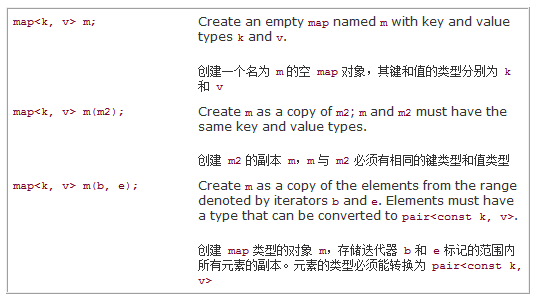 map<k, v> m;
Create an empty map named m with key and value
types k and v.
创建一个名为 m 的空 map 对象，其键和值的类型分别为 k
和 v
map<k, v> m(m2);
Create m as a copy of m2; m and m2 must have the
same key and value types.
创建 m2 的副本 m，m 与 m2 必须有相同的键类型和值类型
map<k, v> m(b, e);
Create m as a copy of the elements from the range
denoted by iterators b and e. Elements must have
a type that can be converted to pair<const k, v>.
创建 map 类型的对象 m，存储迭代器 b 和 e 标记的范围内
所有元素的副本。元素的类型必须能转换为 pair<const k,
v>